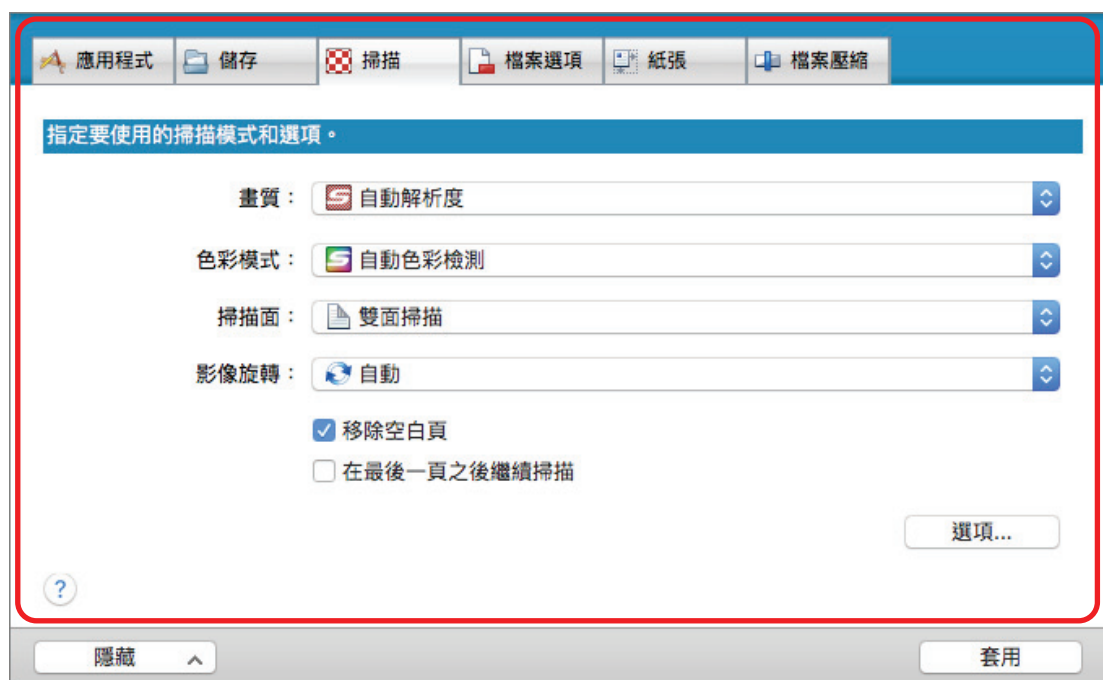 應用程式 儲存 掃描 檔案選項 紙張 檔案壓縮
指定要使用的掃描模式和選項。
畫質： 自動解析度
色彩模式： 自動色彩檢測
掃描面： 雙面掃描
影像旋轉： 自動
移除空白頁
在最後一頁之後繼續掃描
選項...
?
隱藏 套用